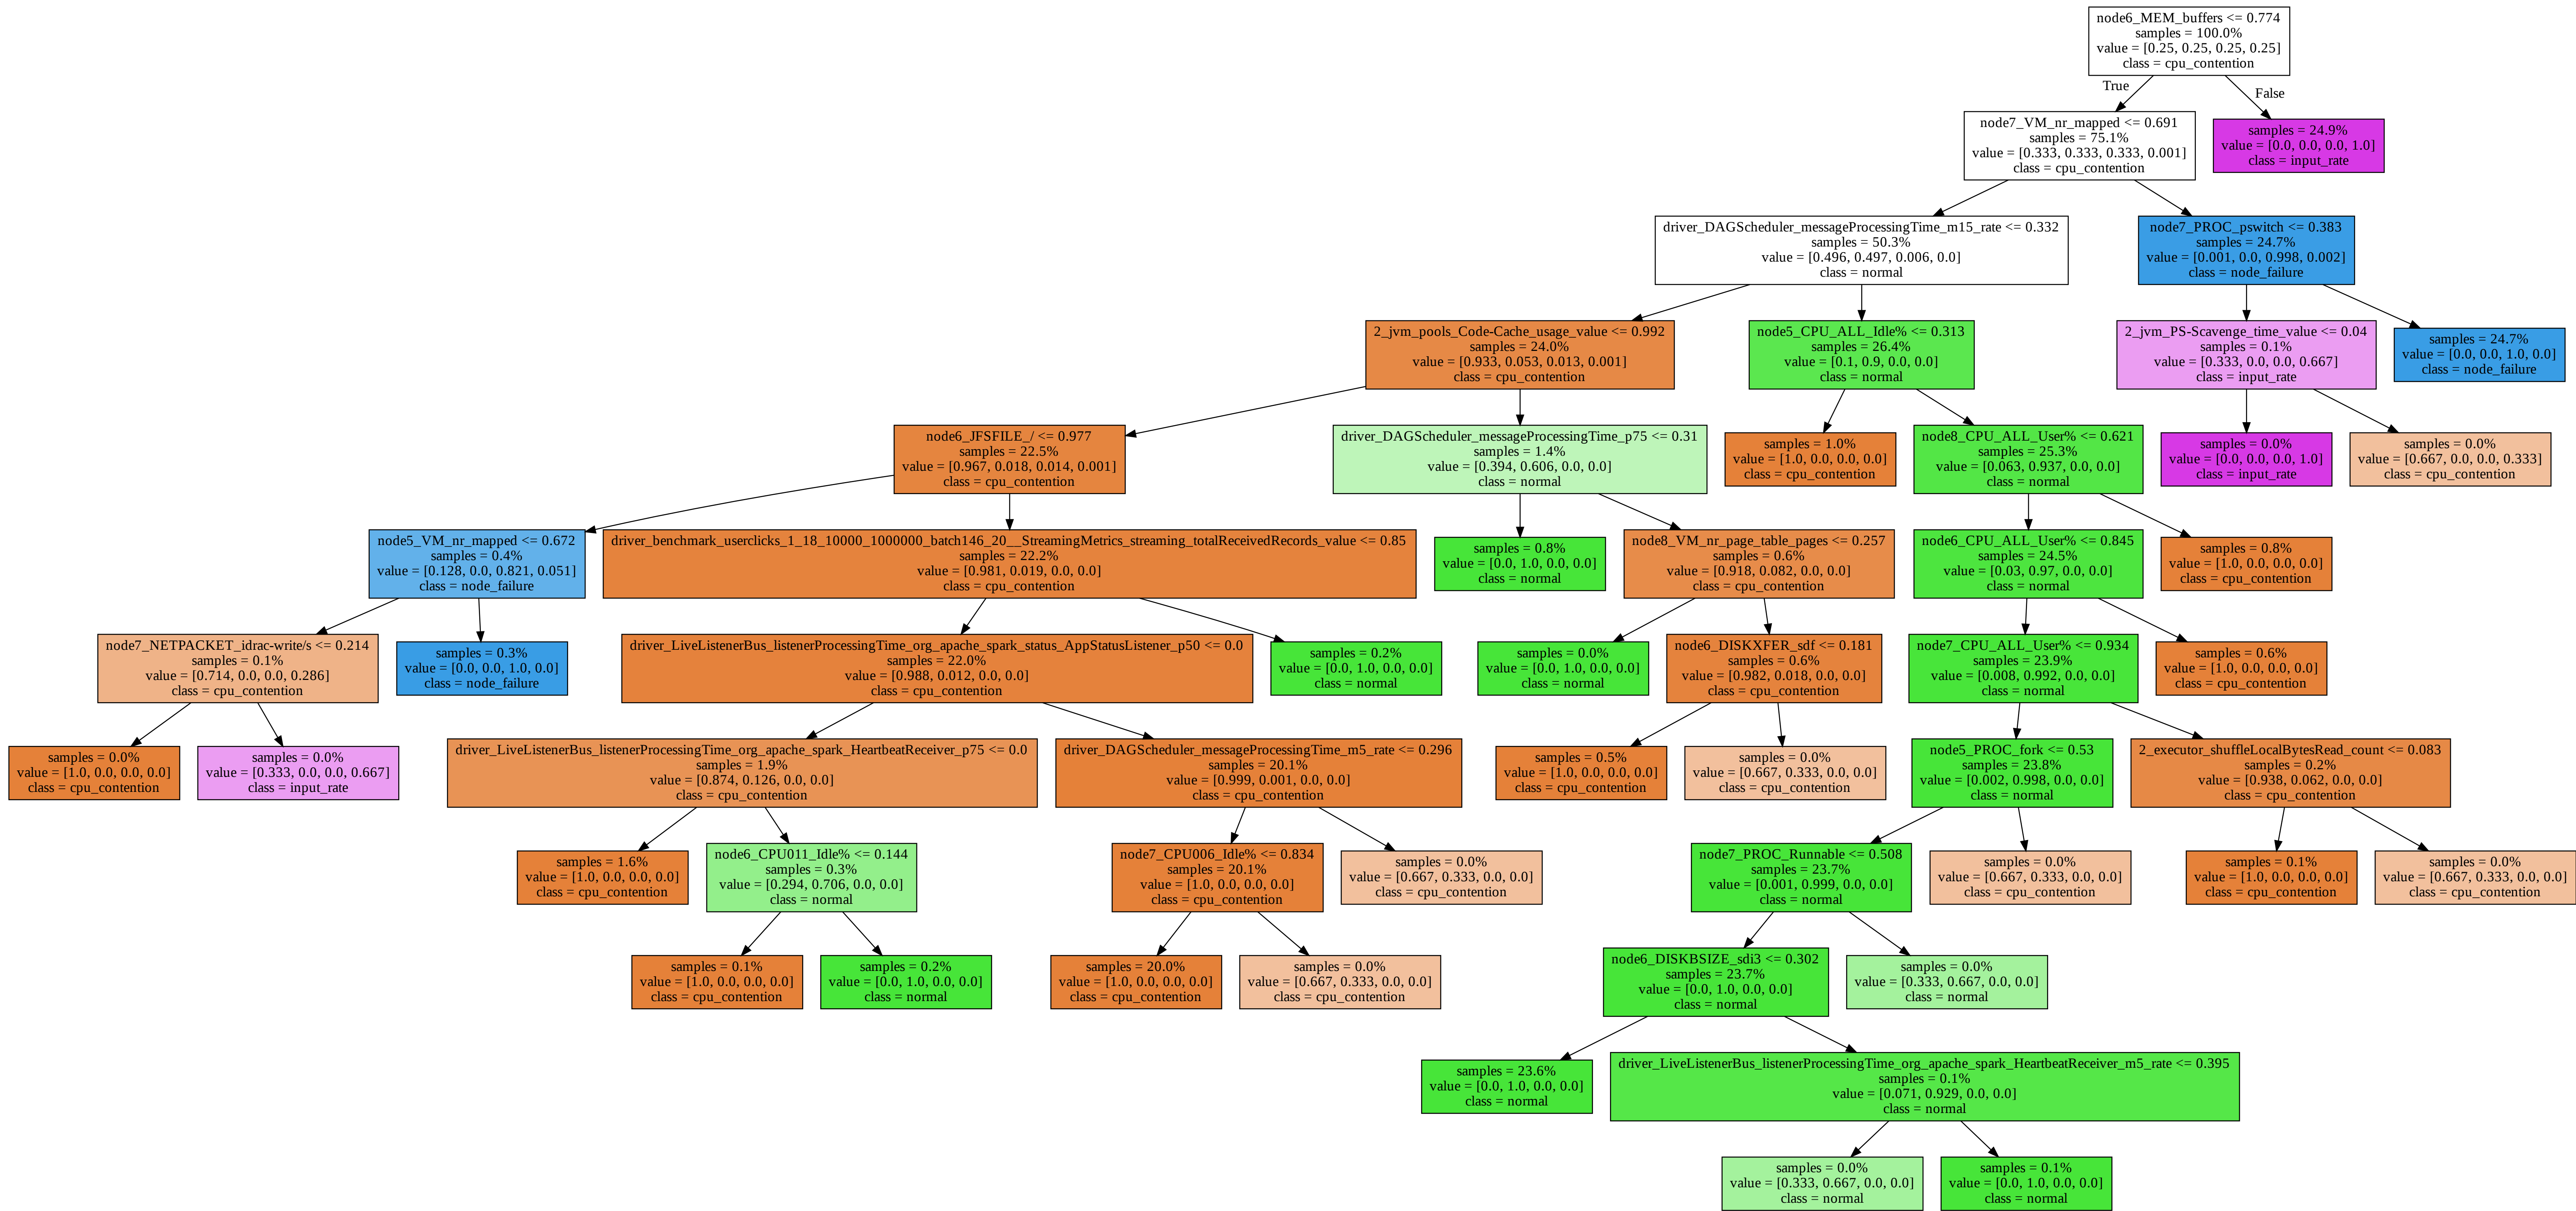 node6_MEM_buffers <= 0.774
samples = 100.0%
value = [0.25, 0.25, 0.25, 0.25]
class = cpu_contention
True
False
node7_VM_nr_mapped <= 0.691
samples = 75.1%
value = [0.333, 0.333, 0.333, 0.001]
class = cpu_contention
samples = 24.9%
value = [0.0, 0.0, 0.0, 1.0]
class = input_rate
driver_DAGScheduler_messageProcessingTime_m15_rate <= 0.332
samples = 50.3%
value = [0.496, 0.497, 0.006, 0.0]
class = normal
node7_PROC_pswitch <= 0.383
samples = 24.7%
value = [0.001, 0.0, 0.998, 0.002]
class = node_failure
2_jvm_pools_Code-Cache_usage_value <= 0.992
samples = 24.0%
value = [0.933, 0.053, 0.013, 0.001]
class = cpu_contention
node5_CPU_ALL_Idle% <= 0.313
samples = 26.4%
value = [0.1, 0.9, 0.0, 0.0]
class = normal
2_jvm_PS-Scavenge_time_value <= 0.04
samples = 0.1%
value = [0.333, 0.0, 0.0, 0.667]
class = input_rate
samples = 24.7%
value = [0.0, 0.0, 1.0, 0.0]
class = node_failure
node6_JFSFILE_/ <= 0.977
samples = 22.5%
value = [0.967, 0.018, 0.014, 0.001]
class = cpu_contention
driver_DAGScheduler_messageProcessingTime_p75 <= 0.31
samples = 1.4%
value = [0.394, 0.606, 0.0, 0.0]
class = normal
samples = 1.0%
value = [1.0, 0.0, 0.0, 0.0]
class = cpu_contention
node8_CPU_ALL_User% <= 0.621
samples = 25.3%
value = [0.063, 0.937, 0.0, 0.0]
class = normal
samples = 0.0%
value = [0.0, 0.0, 0.0, 1.0]
class = input_rate
samples = 0.0%
value = [0.667, 0.0, 0.0, 0.333]
class = cpu_contention
node5_VM_nr_mapped <= 0.672
samples = 0.4%
value = [0.128, 0.0, 0.821, 0.051]
class = node_failure
driver_benchmark_userclicks_1_18_10000_1000000_batch146_20__StreamingMetrics_streaming_totalReceivedRecords_value <= 0.85
samples = 22.2%
value = [0.981, 0.019, 0.0, 0.0]
class = cpu_contention
samples = 0.8%
value = [0.0, 1.0, 0.0, 0.0]
class = normal
node8_VM_nr_page_table_pages <= 0.257
samples = 0.6%
value = [0.918, 0.082, 0.0, 0.0]
class = cpu_contention
node6_CPU_ALL_User% <= 0.845
samples = 24.5%
value = [0.03, 0.97, 0.0, 0.0]
class = normal
samples = 0.8%
value = [1.0, 0.0, 0.0, 0.0]
class = cpu_contention
node7_NETPACKET_idrac-write/s <= 0.214
samples = 0.1%
value = [0.714, 0.0, 0.0, 0.286]
class = cpu_contention
samples = 0.3%
value = [0.0, 0.0, 1.0, 0.0]
class = node_failure
driver_LiveListenerBus_listenerProcessingTime_org_apache_spark_status_AppStatusListener_p50 <= 0.0
samples = 22.0%
value = [0.988, 0.012, 0.0, 0.0]
class = cpu_contention
samples = 0.2%
value = [0.0, 1.0, 0.0, 0.0]
class = normal
samples = 0.0%
value = [0.0, 1.0, 0.0, 0.0]
class = normal
node6_DISKXFER_sdf <= 0.181
samples = 0.6%
value = [0.982, 0.018, 0.0, 0.0]
class = cpu_contention
node7_CPU_ALL_User% <= 0.934
samples = 23.9%
value = [0.008, 0.992, 0.0, 0.0]
class = normal
samples = 0.6%
value = [1.0, 0.0, 0.0, 0.0]
class = cpu_contention
samples = 0.0%
value = [1.0, 0.0, 0.0, 0.0]
class = cpu_contention
samples = 0.0%
value = [0.333, 0.0, 0.0, 0.667]
class = input_rate
driver_LiveListenerBus_listenerProcessingTime_org_apache_spark_HeartbeatReceiver_p75 <= 0.0
samples = 1.9%
value = [0.874, 0.126, 0.0, 0.0]
class = cpu_contention
driver_DAGScheduler_messageProcessingTime_m5_rate <= 0.296
samples = 20.1%
value = [0.999, 0.001, 0.0, 0.0]
class = cpu_contention
samples = 0.5%
value = [1.0, 0.0, 0.0, 0.0]
class = cpu_contention
samples = 0.0%
value = [0.667, 0.333, 0.0, 0.0]
class = cpu_contention
node5_PROC_fork <= 0.53
samples = 23.8%
value = [0.002, 0.998, 0.0, 0.0]
class = normal
2_executor_shuffleLocalBytesRead_count <= 0.083
samples = 0.2%
value = [0.938, 0.062, 0.0, 0.0]
class = cpu_contention
samples = 1.6%
value = [1.0, 0.0, 0.0, 0.0]
class = cpu_contention
node6_CPU011_Idle% <= 0.144
samples = 0.3%
value = [0.294, 0.706, 0.0, 0.0]
class = normal
node7_CPU006_Idle% <= 0.834
samples = 20.1%
value = [1.0, 0.0, 0.0, 0.0]
class = cpu_contention
samples = 0.0%
value = [0.667, 0.333, 0.0, 0.0]
class = cpu_contention
node7_PROC_Runnable <= 0.508
samples = 23.7%
value = [0.001, 0.999, 0.0, 0.0]
class = normal
samples = 0.0%
value = [0.667, 0.333, 0.0, 0.0]
class = cpu_contention
samples = 0.1%
value = [1.0, 0.0, 0.0, 0.0]
class = cpu_contention
samples = 0.0%
value = [0.667, 0.333, 0.0, 0.0]
class = cpu_contention
samples = 0.1%
value = [1.0, 0.0, 0.0, 0.0]
class = cpu_contention
samples = 0.2%
value = [0.0, 1.0, 0.0, 0.0]
class = normal
samples = 20.0%
value = [1.0, 0.0, 0.0, 0.0]
class = cpu_contention
samples = 0.0%
value = [0.667, 0.333, 0.0, 0.0]
class = cpu_contention
node6_DISKBSIZE_sdi3 <= 0.302
samples = 23.7%
value = [0.0, 1.0, 0.0, 0.0]
class = normal
samples = 0.0%
value = [0.333, 0.667, 0.0, 0.0]
class = normal
samples = 23.6%
value = [0.0, 1.0, 0.0, 0.0]
class = normal
driver_LiveListenerBus_listenerProcessingTime_org_apache_spark_HeartbeatReceiver_m5_rate <= 0.395
samples = 0.1%
value = [0.071, 0.929, 0.0, 0.0]
class = normal
samples = 0.0%
value = [0.333, 0.667, 0.0, 0.0]
class = normal
samples = 0.1%
value = [0.0, 1.0, 0.0, 0.0]
class = normal